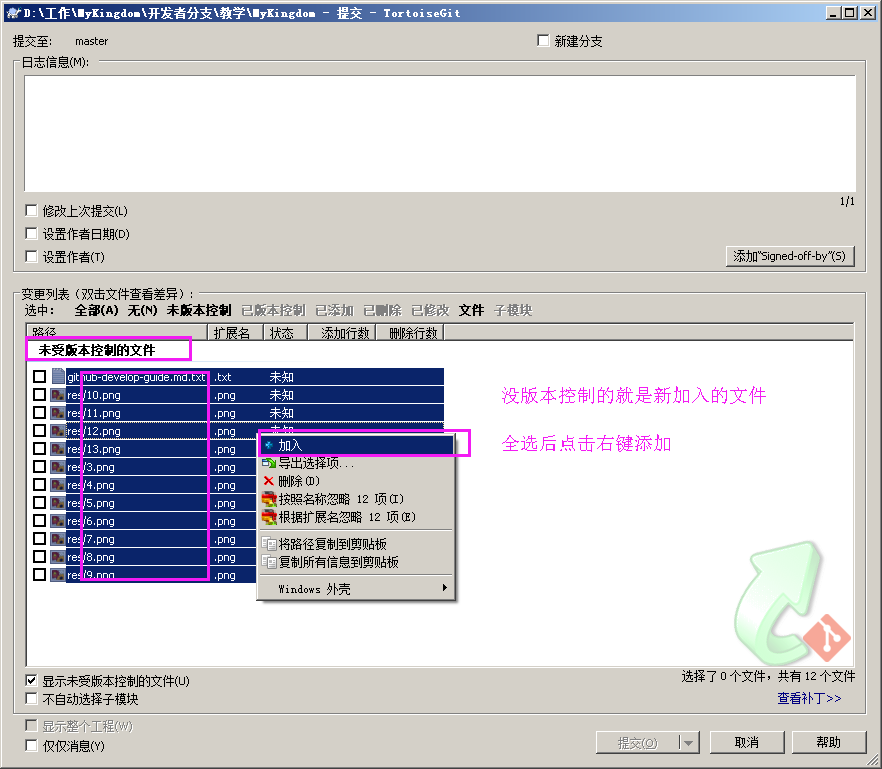 D:\工作\MyKingdom\开发者分支\教学\MyKingdom - 提交 - TortoiseGit
提交至: master
新建分支
日志信息(M):
1/1
修改上次提交(L)
设置作者日期(D)
设置作者(T)
添加"Signed-off-by"(S)
变更列表（双击文件查看差异）:
选中: 全部(A) 无(N) 未版本控制 已版本控制 已添加 已删除 已修改 文件 子模块
路径 扩展名 状态 添加行数 删除行数
未受版本控制的文件
github-develop-guide.md.txt .txt 未知
res/10.png .png 未知
res/11.png .png 未知
res/12.png .png 未知
res/13.png .png
res/3.png .png
res/4.png .png
res/5.png .png
res/6.png .png
res/7.png .png
res/8.png .png
res/9.png .png
加入
导出选择项...
删除(D)
按照名称忽略 12 项(I)
根据扩展名忽略 12 项(E)
将路径复制到剪贴板
复制所有信息到剪贴板
Windows 外壳
没版本控制的就是新加入的文件
全选后点击右键添加
显示未受版本控制的文件(U)
不自动选择子模块
选择了 0 个文件，共有 12 个文件
查看补丁>>
显示整个工程(W)
仅仅消息(Y)
提交(O)
取消
帮助